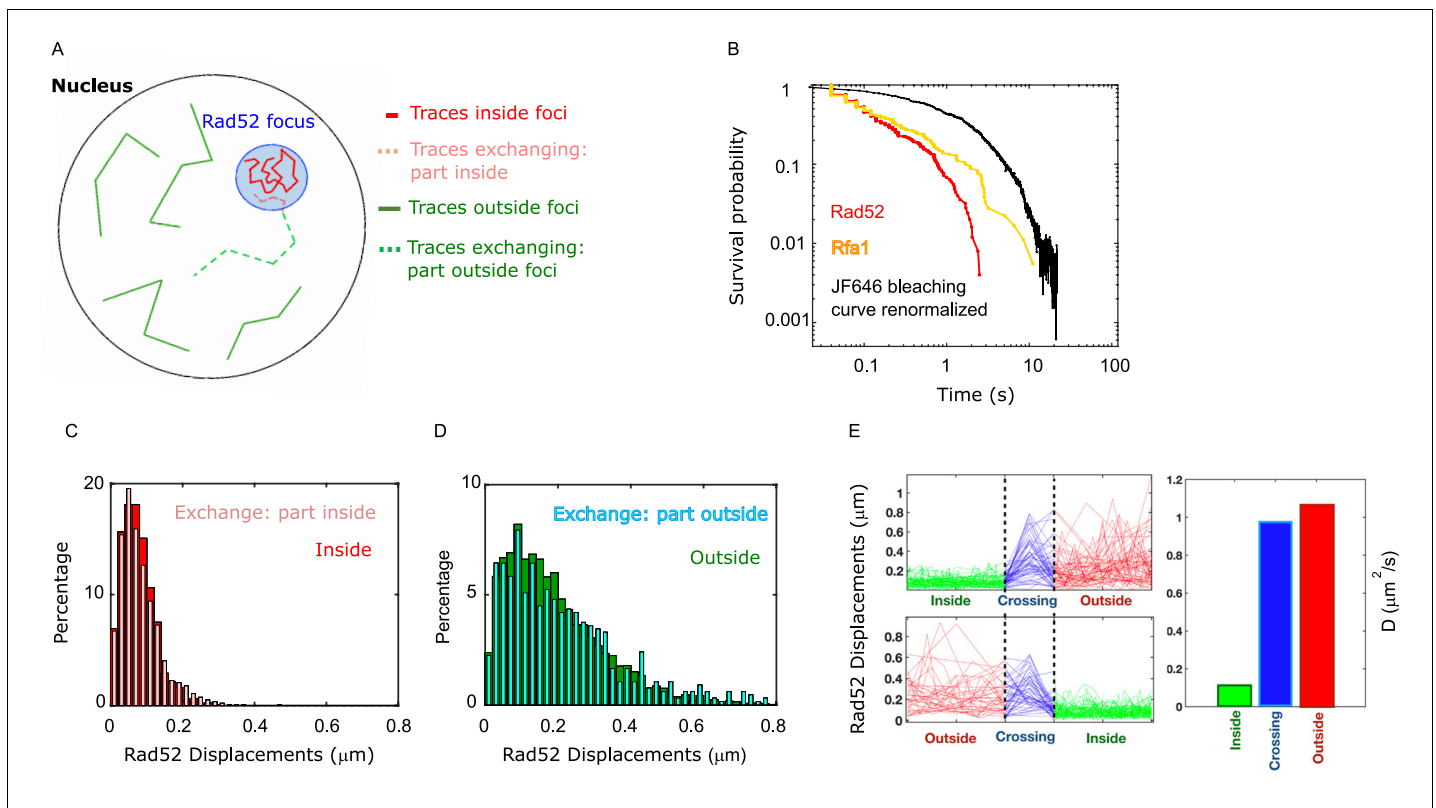 A
Nucleus
Rad52 focus
Traces inside foci
Traces exchanging:
part inside
Traces outside foci
Traces exchanging:
part outside foci
B
Survival probability
1
0.1
0.01
0.001
Rad52
Rfa1
JF646 bleaching
curve renormalized
0.1
1
10
100
Time (s)
C
Percentage
20
10
0
Exchange: part inside
Inside
0
0.2
0.4
0.6
0.8
Rad52 Displacements (μm)
D
Percentage
10
5
0
Exchange: part outside
Outside
0
0.2
0.4
0.6
0.8
Rad52 Displacements (μm)
E
Rad52 Displacements (μm)
1
0.8
0.6
0.4
0.2
Inside
Crossing
Outside
0.8
0.6
0.4
0.2
0
Outside
Crossing
Inside
1.2
1
0.8
0.6
0.4
0.2
0
D (μm²/s)
Inside
Crossing
Outside